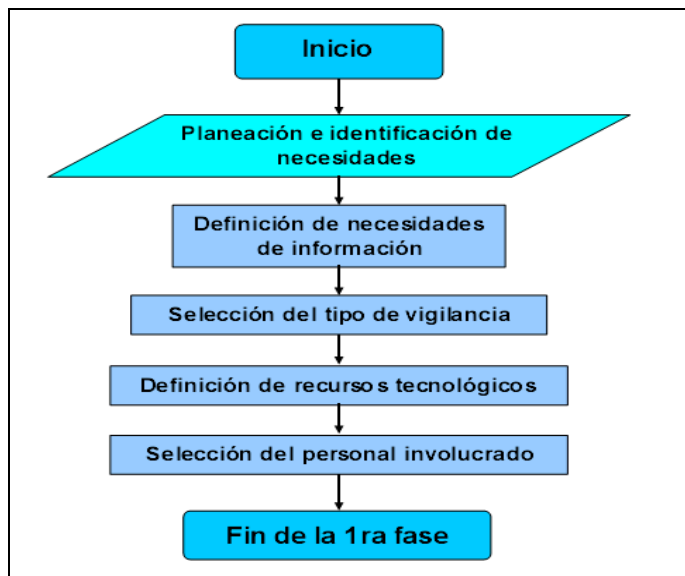 Inicio
Planeación e identificación de
necesidades
Definición de necesidades
de información
Selección del tipo de vigilancia
Definición de recursos tecnológicos
Selección del personal involucrado
Fin de la 1ra fase